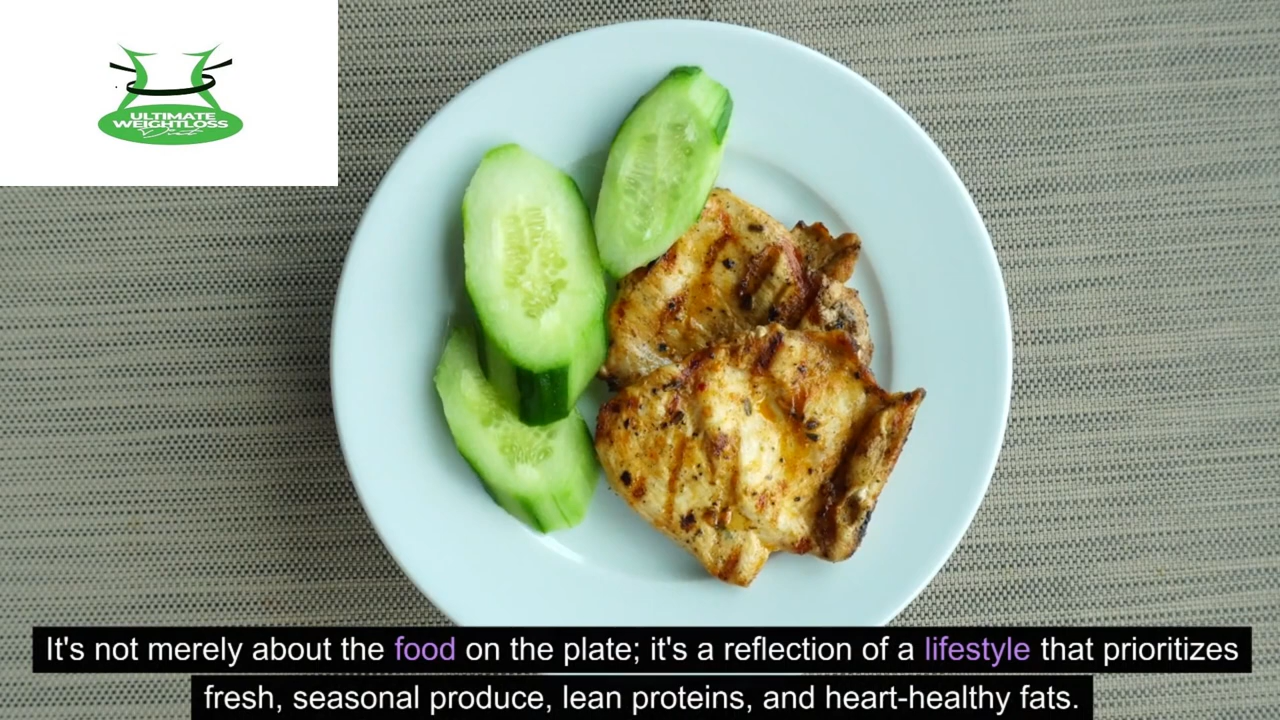 ULTIMATE
WEIGHTLOSS
Diet
It's not merely about the food on the plate; it's a reflection of a lifestyle that prioritizes
fresh, seasonal produce, lean proteins, and heart-healthy fats.